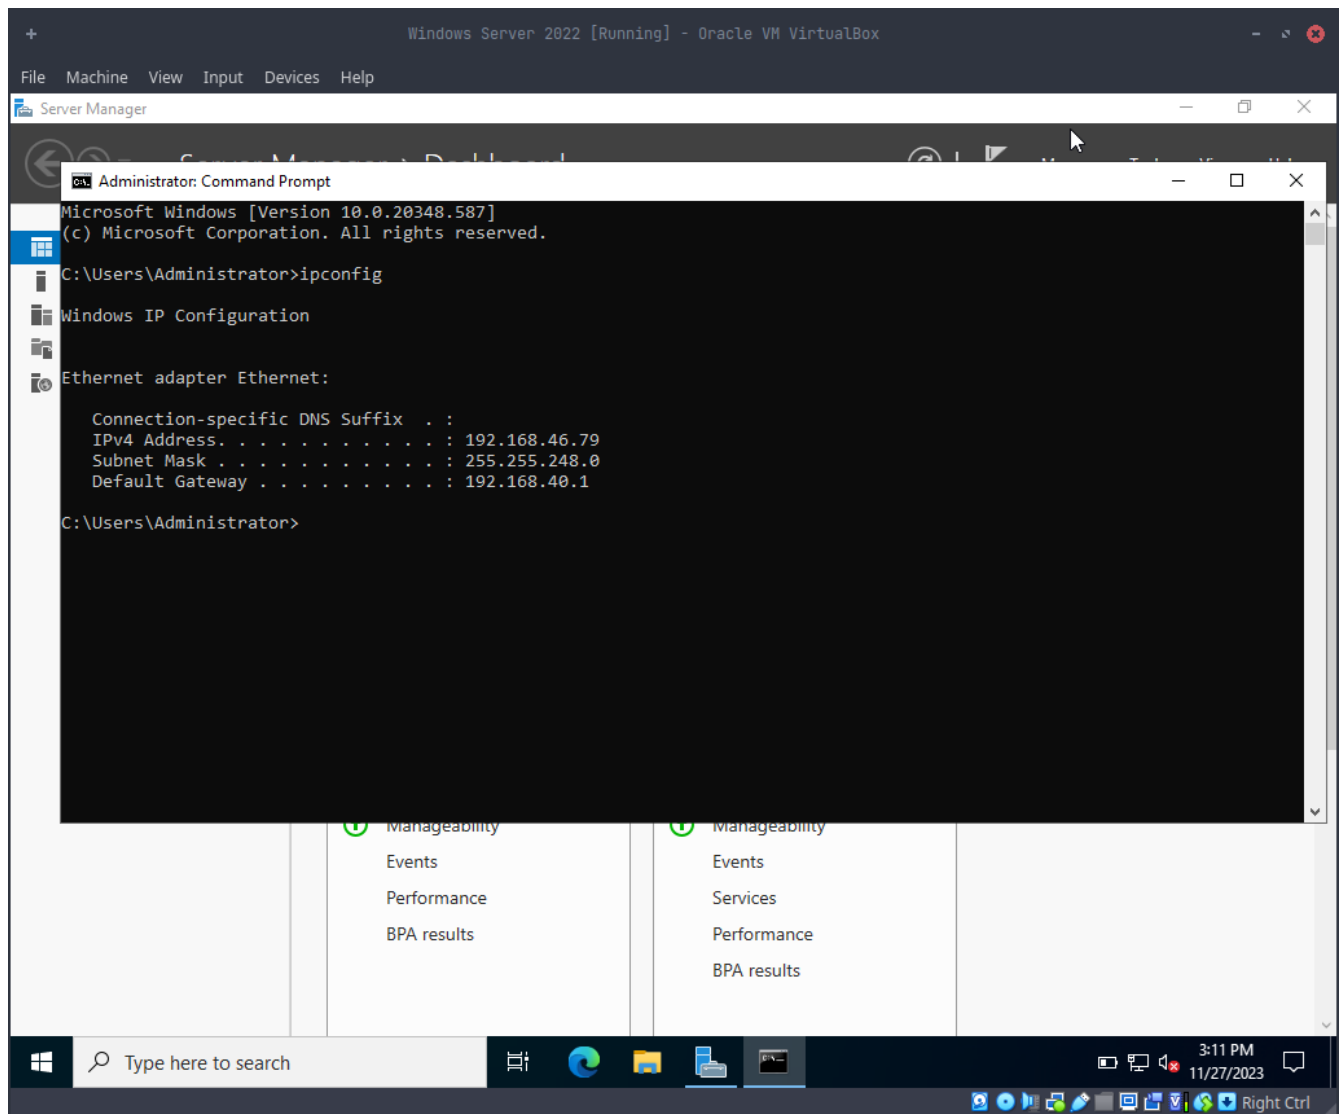 Windows Server 2022 [Running] - Oracle VM VirtualBox
File Machine View Input Devices Help
Server Manager
Administrator: Command Prompt
Microsoft Windows [Version 10.0.20348.587]
(c) Microsoft Corporation. All rights reserved.
C:\Users\Administrator>ipconfig
Windows IP Configuration
Ethernet adapter Ethernet:
Connection-specific DNS Suffix . :
IPv4 Address. . . . . . . . . . . : 192.168.46.79
Subnet Mask . . . . . . . . . . . : 255.255.248.0
Default Gateway . . . . . . . . . : 192.168.40.1
C:\Users\Administrator>
Manageability Manageability
Events Events
Performance Services
BPA results Performance
BPA results
Type here to search
3:11 PM
11/27/2023
Right Ctrl